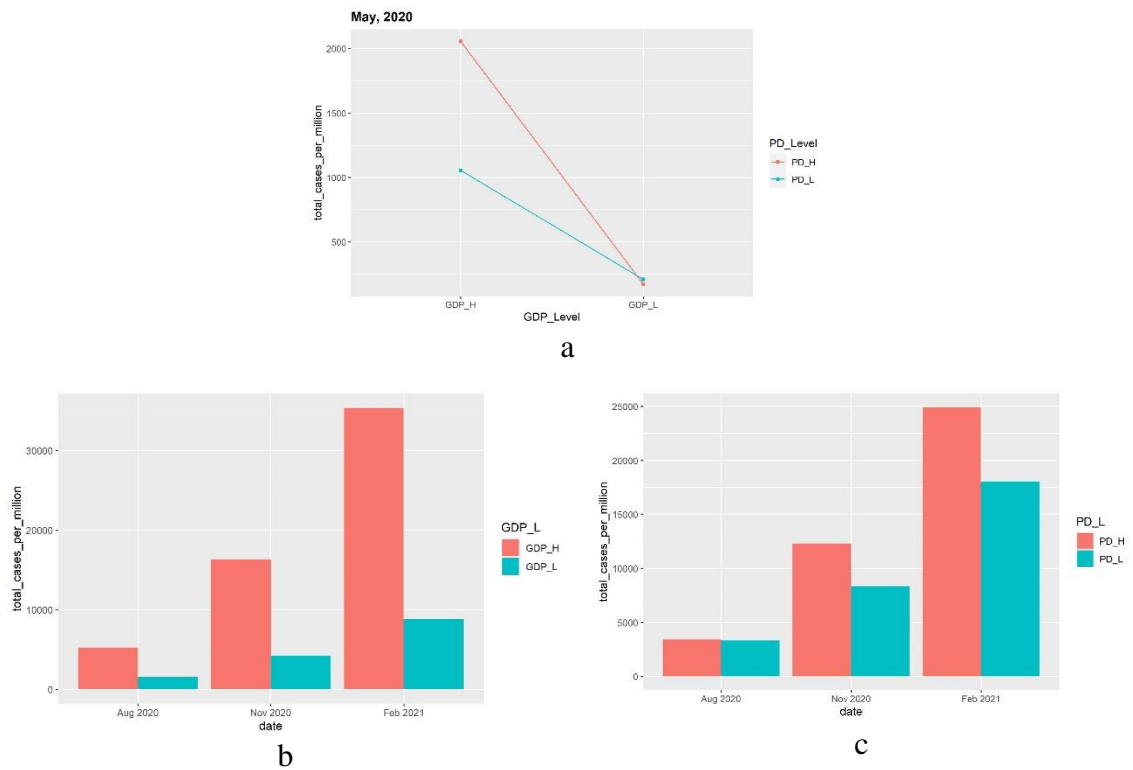 May, 2020
total_cases_per_million
2000
1500
1000
500
GDP_H
GDP_L
GDP_Level
PD_Level
PD_H
PD_L
a
total_cases_per_million
30000
20000
10000
0
Aug 2020
Nov 2020
Feb 2021
date
GDP_L
GDP_H
GDP_L
b
total_cases_per_million
25000
20000
15000
10000
5000
0
Aug 2020
Nov 2020
Feb 2021
date
PD_L
PD_H
PD_L
c